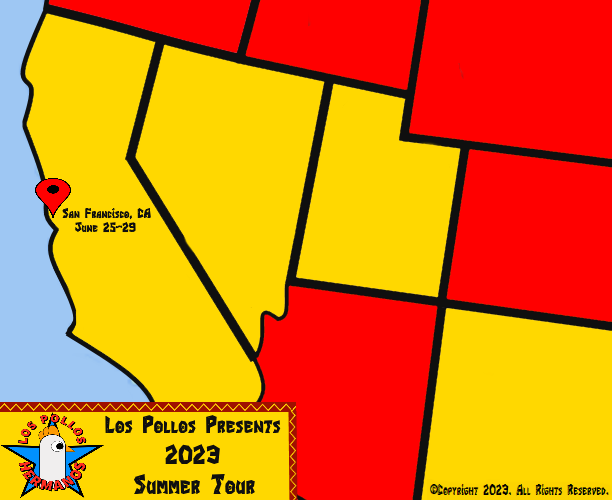 San Francisco, CA
June 25-29
LOS POLLOS
HERMANOS
Los Pollos Presents
2023
Summer Tour
©Copyright 2023. All Rights Reserved.